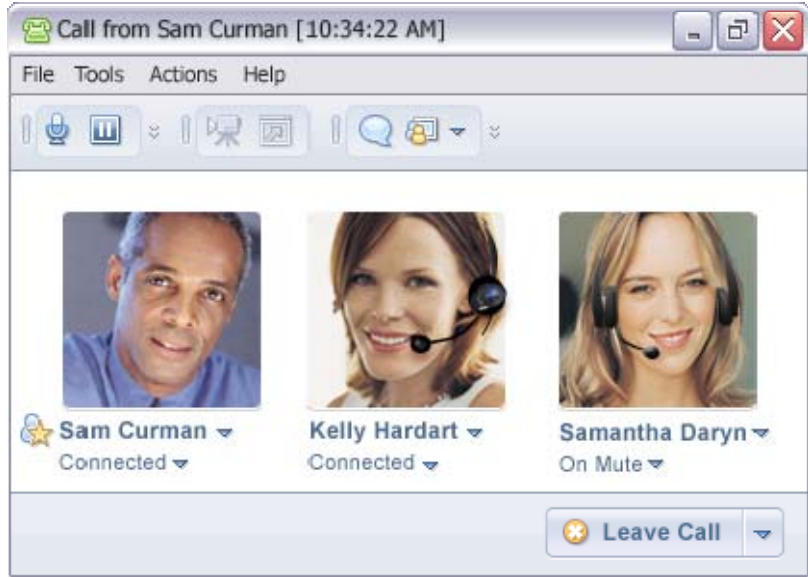 Call from Sam Curman [10:34:22 AM]
File Tools Actions Help
Sam Curman
Kelly Hardart
Samantha Daryn
Connected
Connected
On Mute
Leave Call